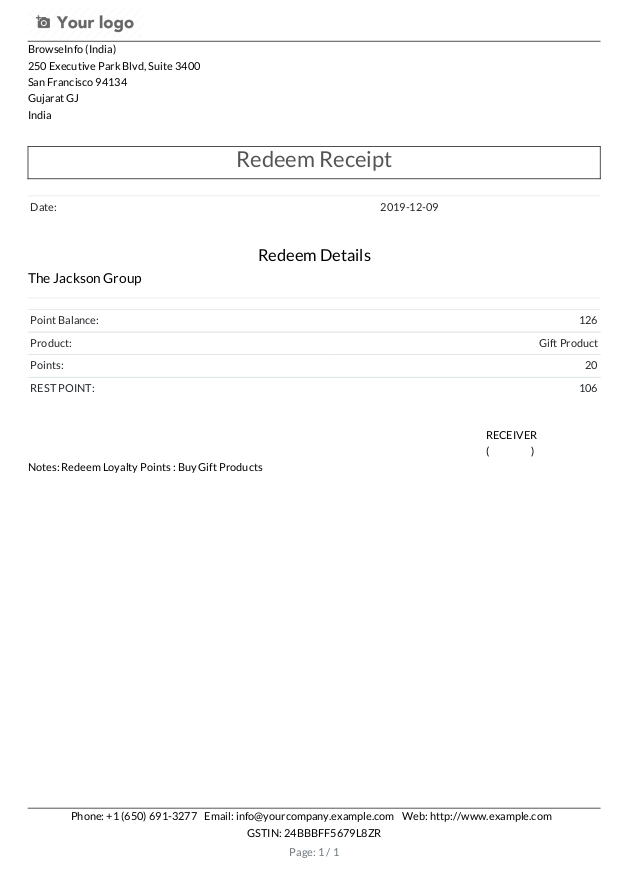 Your logo
BrowseInfo (India)
250 Executive Park Blvd, Suite 3400
San Francisco 94134
Gujarat GJ
India
Redeem Receipt
Date: 2019-12-09
Redeem Details
The Jackson Group
Point Balance: 126
Product: Gift Product
Points: 20
REST POINT: 106
RECEIVER
( )
Notes: Redeem Loyalty Points : Buy Gift Products
Phone: +1 (650) 691-3277 Email: info@yourcompany.example.com Web: http://www.example.com
GSTIN: 24BBBFF5679L8ZR
Page: 1 / 1